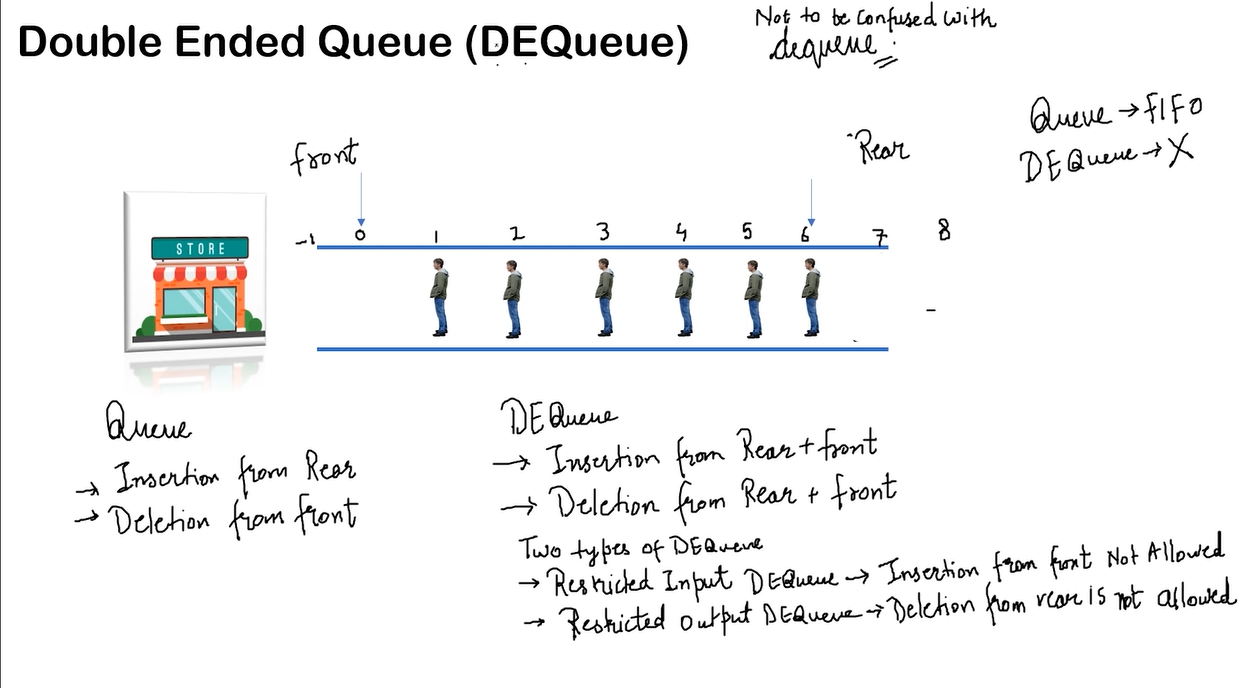 Double Ended Queue (DEQueue)
Not to be confused with
dequeue
Queue → FIFO
DEQueue → X
front
Rear
-1 0 1 2 3 4 5 6 7 8
STORE
Queue
→ Insertion from Rear
→ Deletion from front
DEQueue
→ Insertion from Rear + front
→ Deletion from Rear + front
Two types of DEQueue
→ Restricted Input DEQueue → Insertion from front Not Allowed
→ Restricted Output DEQueue → Deletion from rear is not allowed